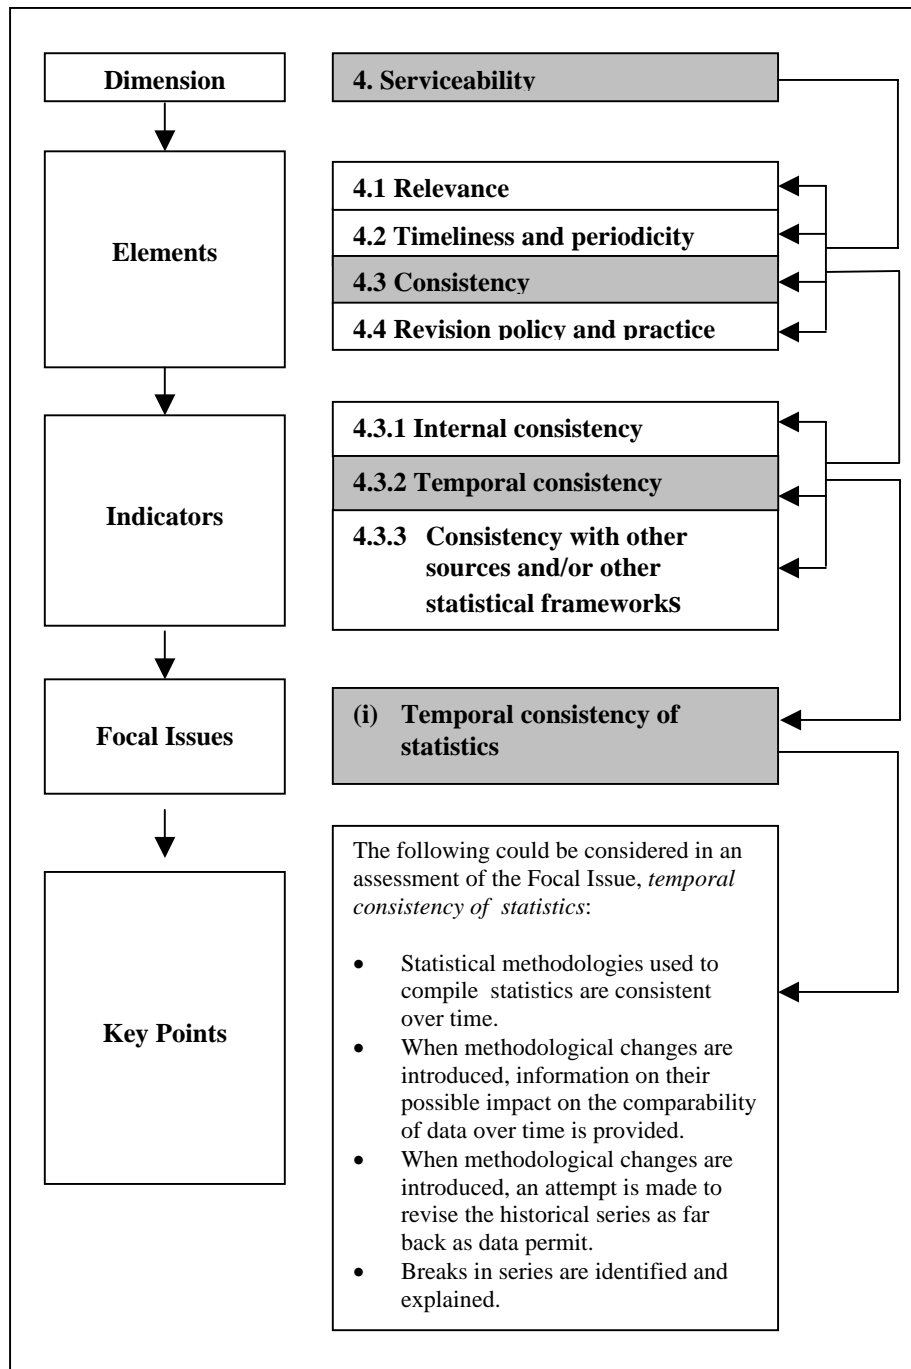 Dimension
4. Serviceability
Elements
4.1 Relevance
4.2 Timeliness and periodicity
4.3 Consistency
4.4 Revision policy and practice
Indicators
4.3.1 Internal consistency
4.3.2 Temporal consistency
4.3.3 Consistency with other
sources and/or other
statistical frameworks
Focal Issues
(i) Temporal consistency of
statistics
Key Points
The following could be considered in an
assessment of the Focal Issue, temporal
consistency of statistics:
• Statistical methodologies used to
compile statistics are consistent
over time.
• When methodological changes are
introduced, information on their
possible impact on the comparability
of data over time is provided.
• When methodological changes are
introduced, an attempt is made to
revise the historical series as far
back as data permit.
• Breaks in series are identified and
explained.